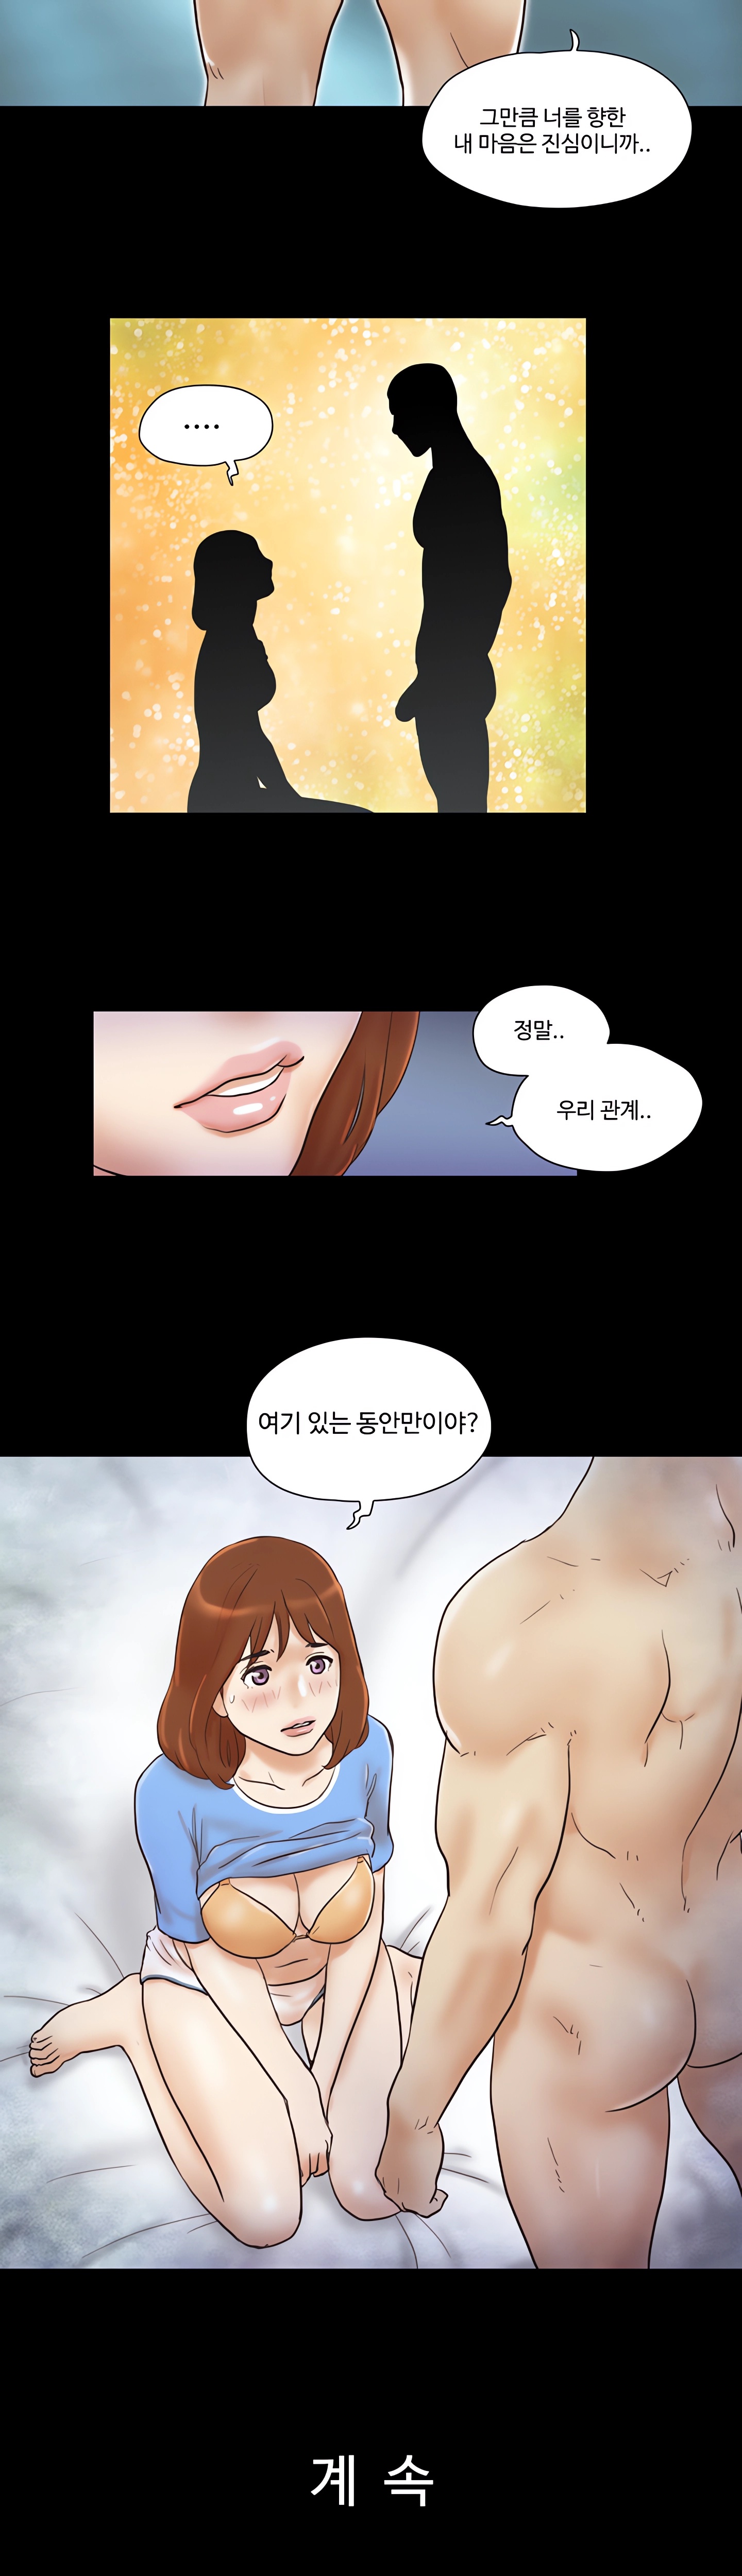 그만큼 너를 향한
내 마음은 진심이니까..
....
정말..
우리 관계..
여기 있는 동안만이야?
계 속